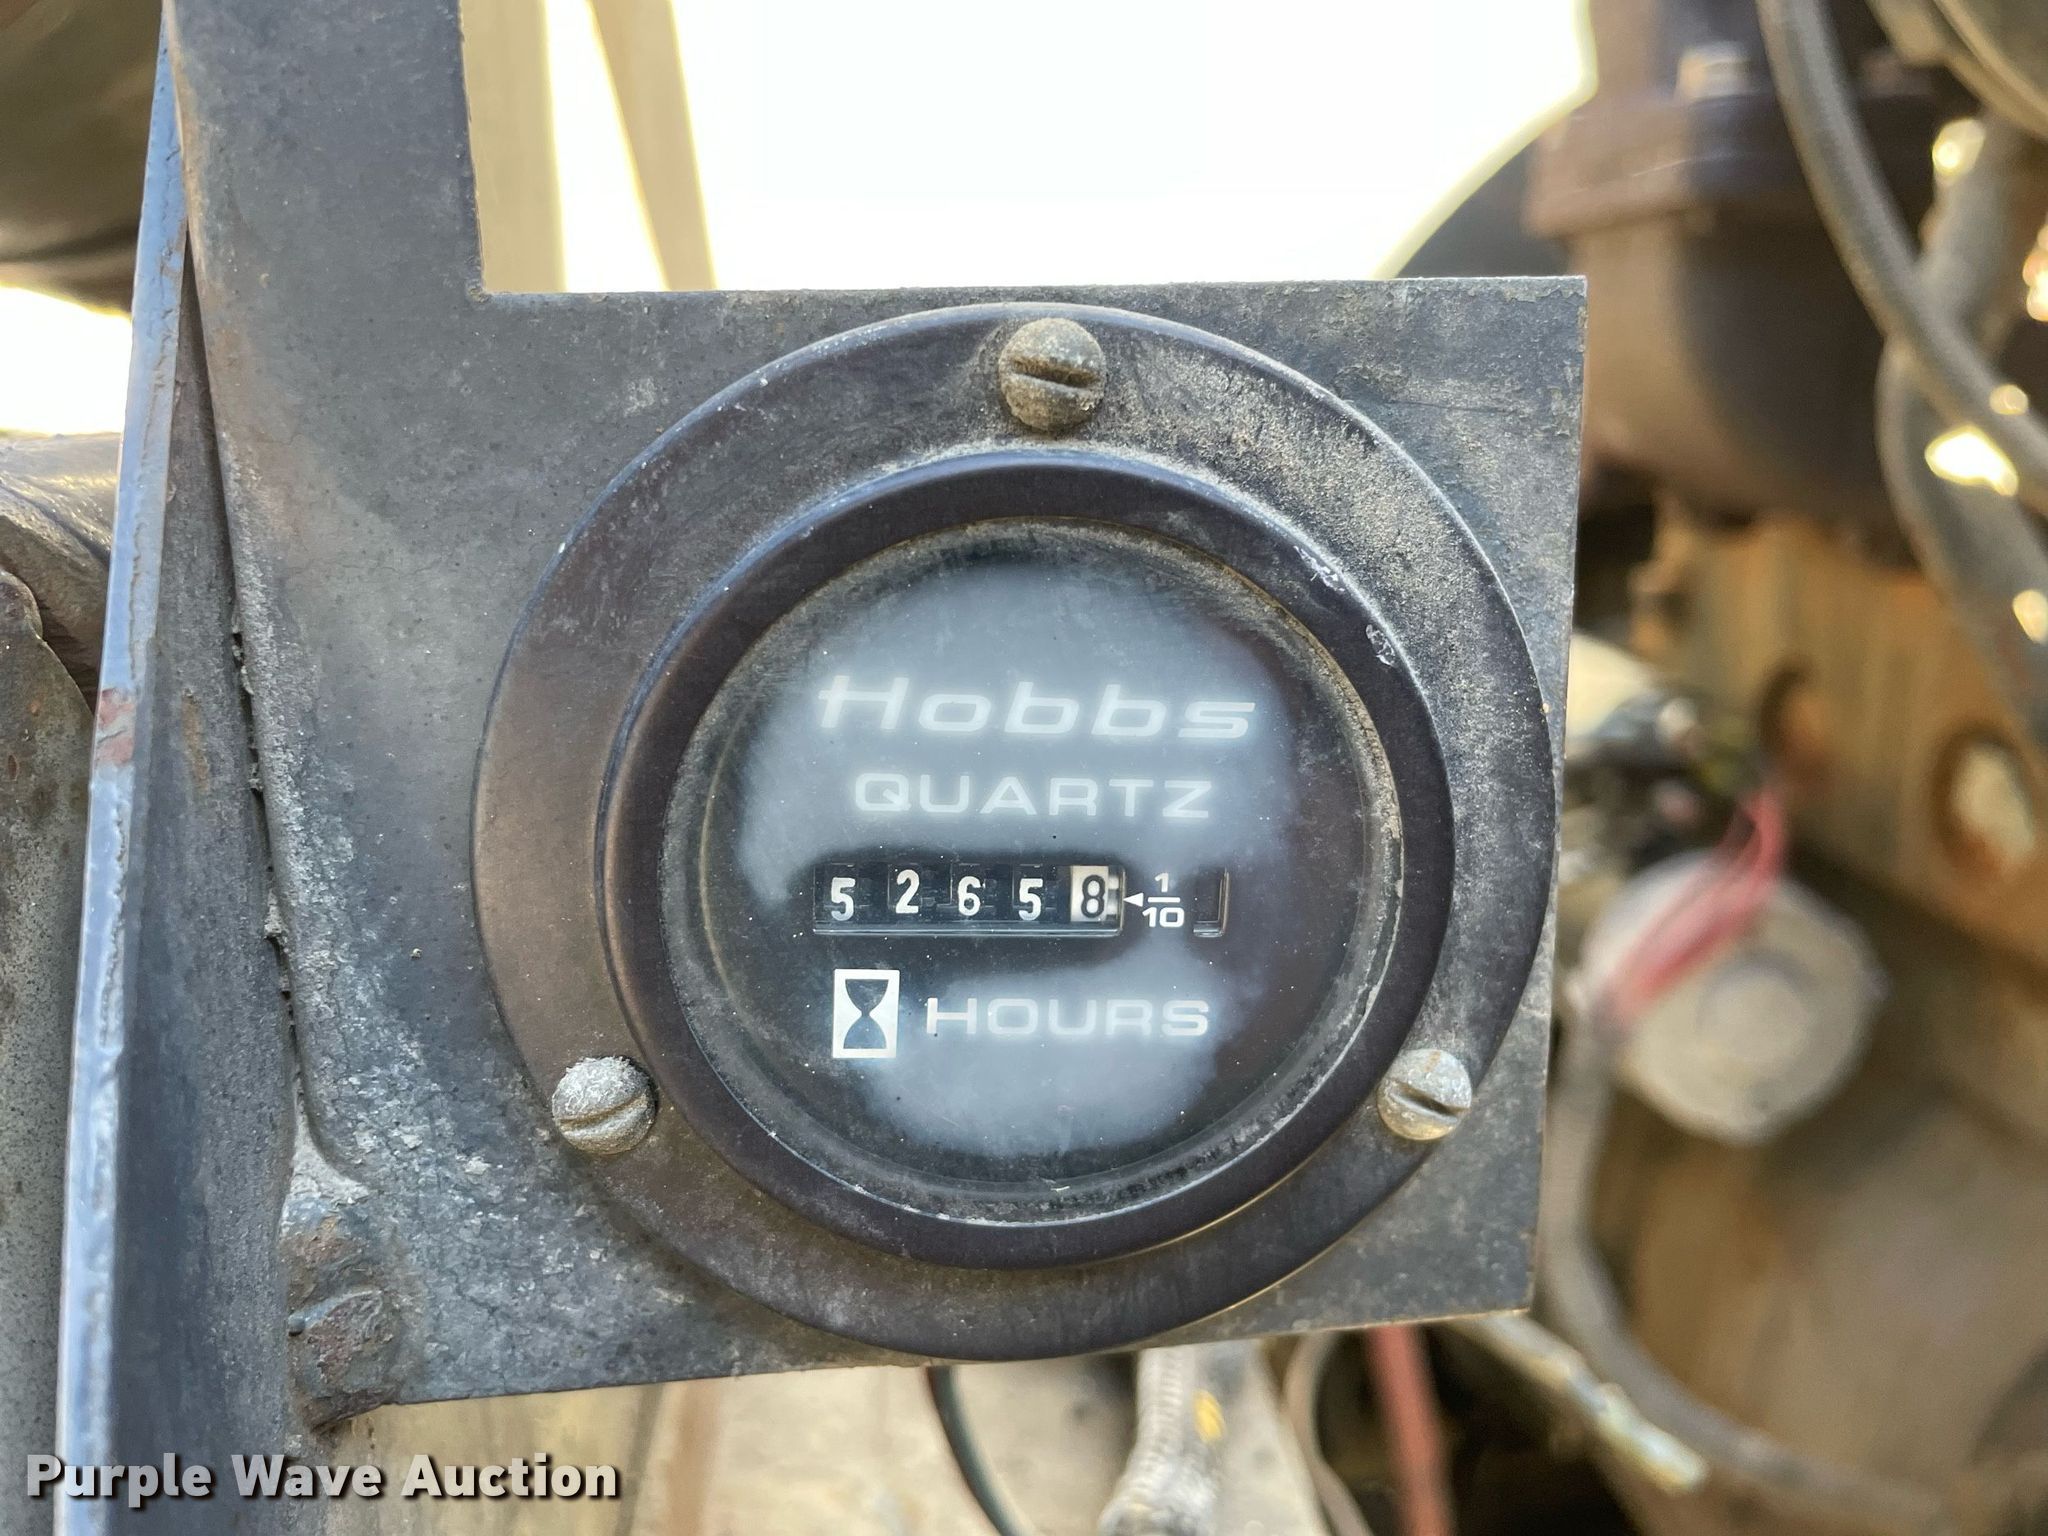 Hobbs
QUARTZ
52658 1/10
HOURS
Purple Wave Auction